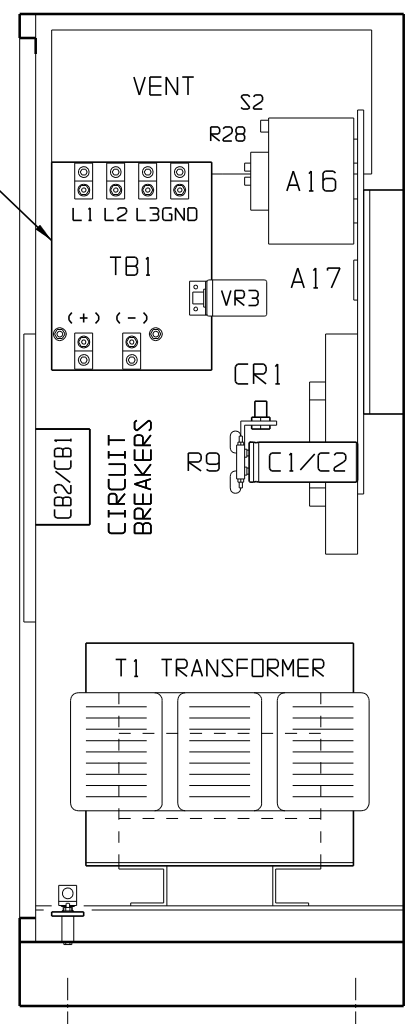 VENT
S2
R28
A16
L1 L2 L3 GND
TB1
A17
VR3
(+) (-)
CR1
CB2/CB1
CIRCUIT
BREAKERS
R9
C1/C2
T1 TRANSFORMER